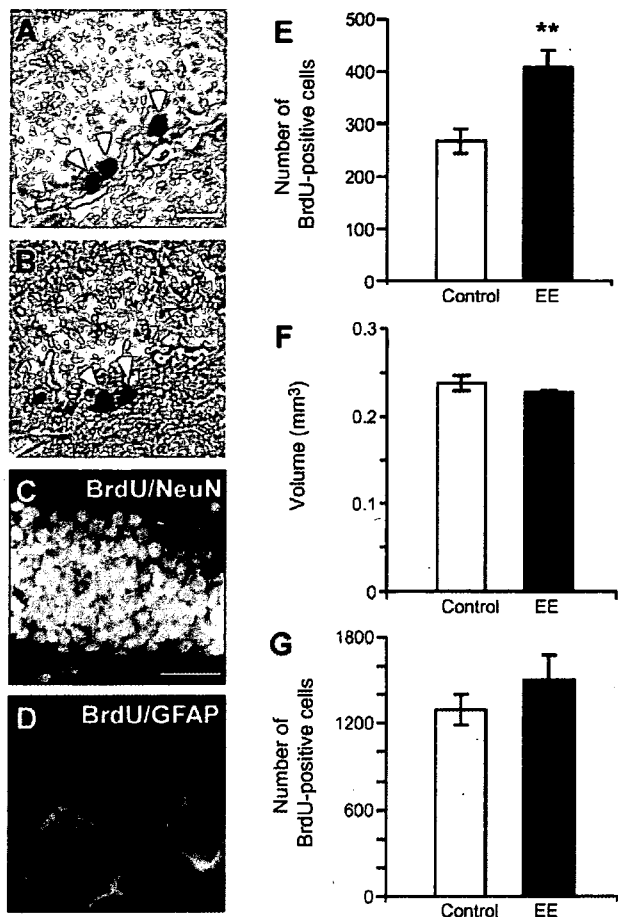 A
B
C BrdU/NeuN
D BrdU/GFAP
E
Number of
BrdU-positive cells
500
400
300
200
100
0
**
Control EE
F
Volume (mm³)
0.3
0.2
0.1
0
Control EE
G
Number of
BrdU-positive cells
1800
1200
600
0
Control EE